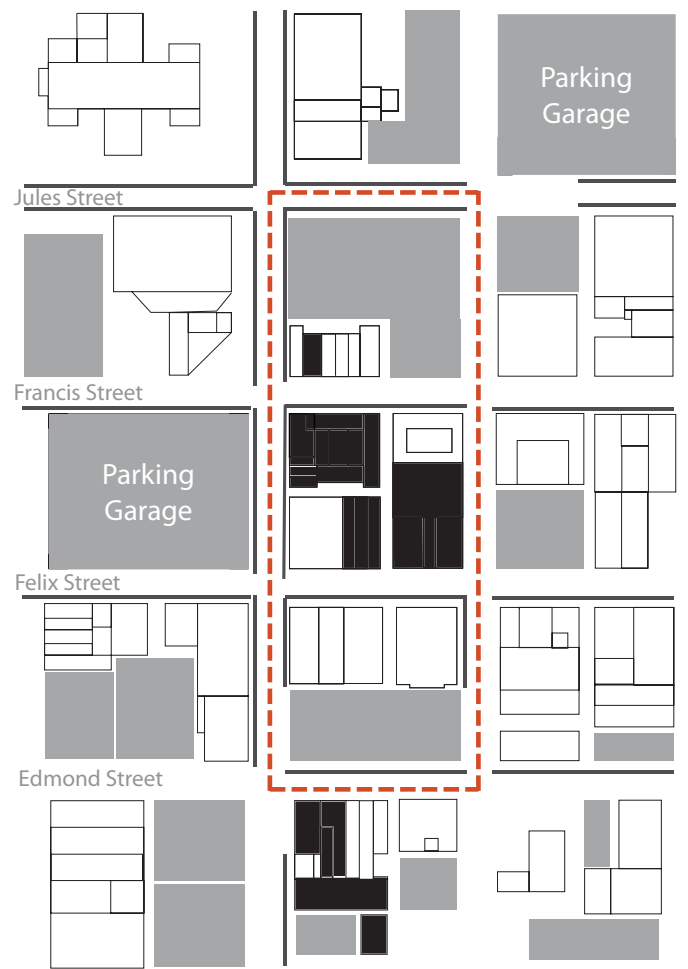 Parking
Garage
Jules Street
Francis Street
Parking
Garage
Felix Street
Edmond Street